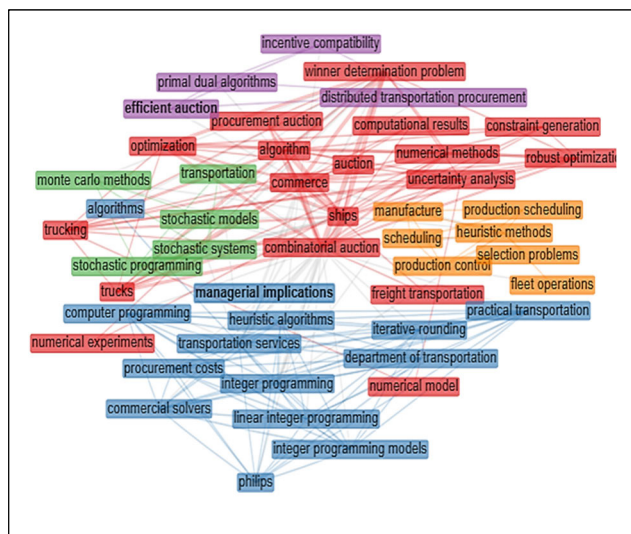 incentive compatibility
winner determination problem
primal dual algorithms
distributed transportation procurement
efficient auction
procurement auction
computational results
constraint generation
optimization
algorithm
numerical methods
robust optimizatio
auction
transportation
monte carlo methods
commerce
uncertainty analysis
algorithms
stochastic models
ships
manufacture
production scheduling
trucking
scheduling
heuristic methods
stochastic systems
combinatorial auction
selection problems
stochastic programming
production control
fleet operations
trucks
managerial implications
freight transportation
computer programming
heuristic algorithms
practical transportation
iterative rounding
numerical experiments
transportation services
department of transportation
procurement costs
integer programming
numerical model
commercial solvers
linear integer programming
integer programming models
philips